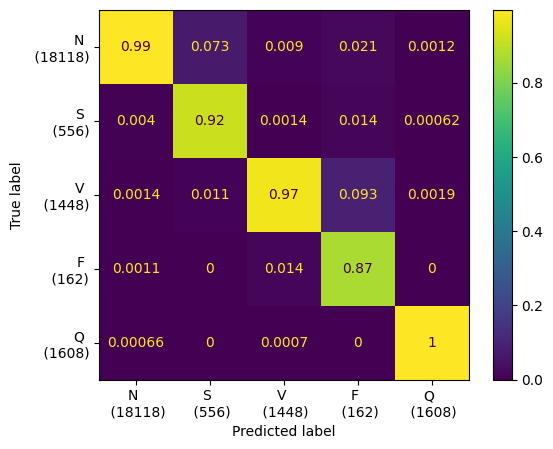 N
(18118)
0.99 0.073 0.009 0.021 0.0012
1.0
S
(556)
0.004 0.92 0.0014 0.014 0.00062
0.8
True label
V
(1448)
0.0014 0.011 0.97 0.093 0.0019
0.6
0.4
F
(162)
0.0011 0 0.014 0.87 0
0.2
Q
(1608)
0.00066 0 0.0007 0 1
0.0
N S V F Q
(18118) (556) (1448) (162) (1608)
Predicted label